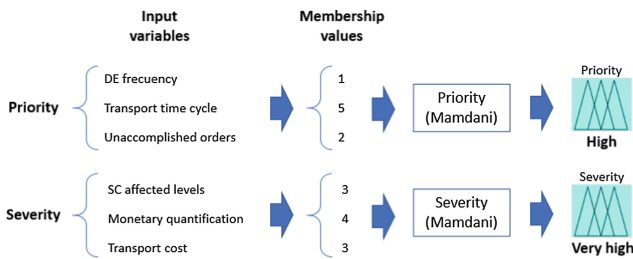 Input variables
Membership values
Priority
DE frecuency
Transport time cycle
Unaccomplished orders
1
5
2
Priority
(Mamdani)
Priority
High
Severity
SC affected levels
Monetary quantification
Transport cost
3
4
3
Severity
(Mamdani)
Severity
Very high